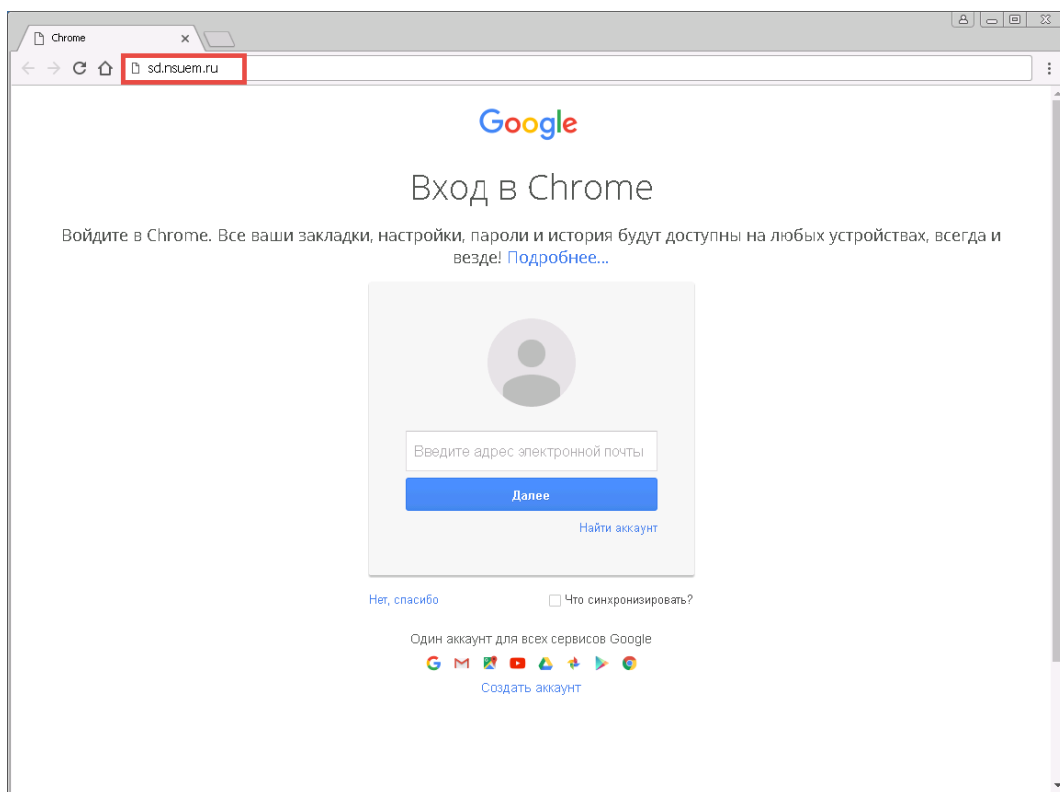 Chrome
sd.nsuem.ru
Google
Вход в Chrome
Войдите в Chrome. Все ваши закладки, настройки, пароли и история будут доступны на любых устройствах, всегда и
везде! Подробнее...
Введите адрес электронной почты
Далее
Найти аккаунт
Нет, спасибо
Что синхронизировать?
Один аккаунт для всех сервисов Google
Создать аккаунт